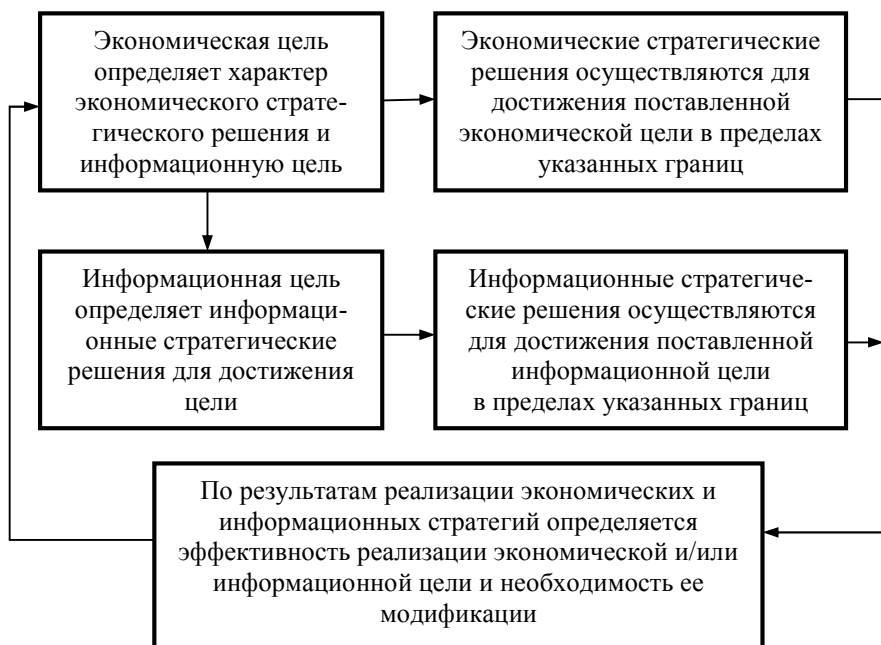 Экономическая цель
определяет характер
экономического страте-
гического решения и
информационную цель
Экономические стратегические
решения осуществляются для
достижения поставленной
экономической цели в пределах
указанных границ
Информационная цель
определяет информаци-
онные стратегические
решения для достижения
цели
Информационные стратегиче-
ские решения осуществляются
для достижения поставленной
информационной цели
в пределах указанных границ
По результатам реализации экономических и
информационных стратегий определяется
эффективность реализации экономической и/или
информационной цели и необходимость ее
модификации